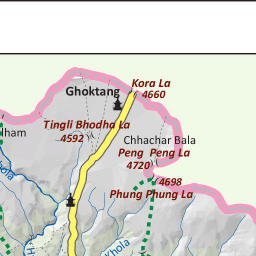 Kora La
4660
Ghoktang
Tingli Bhodha La
4592
lham
Chhachar Bala
Peng Peng La
4720
4698
Phung Phung La
Khola